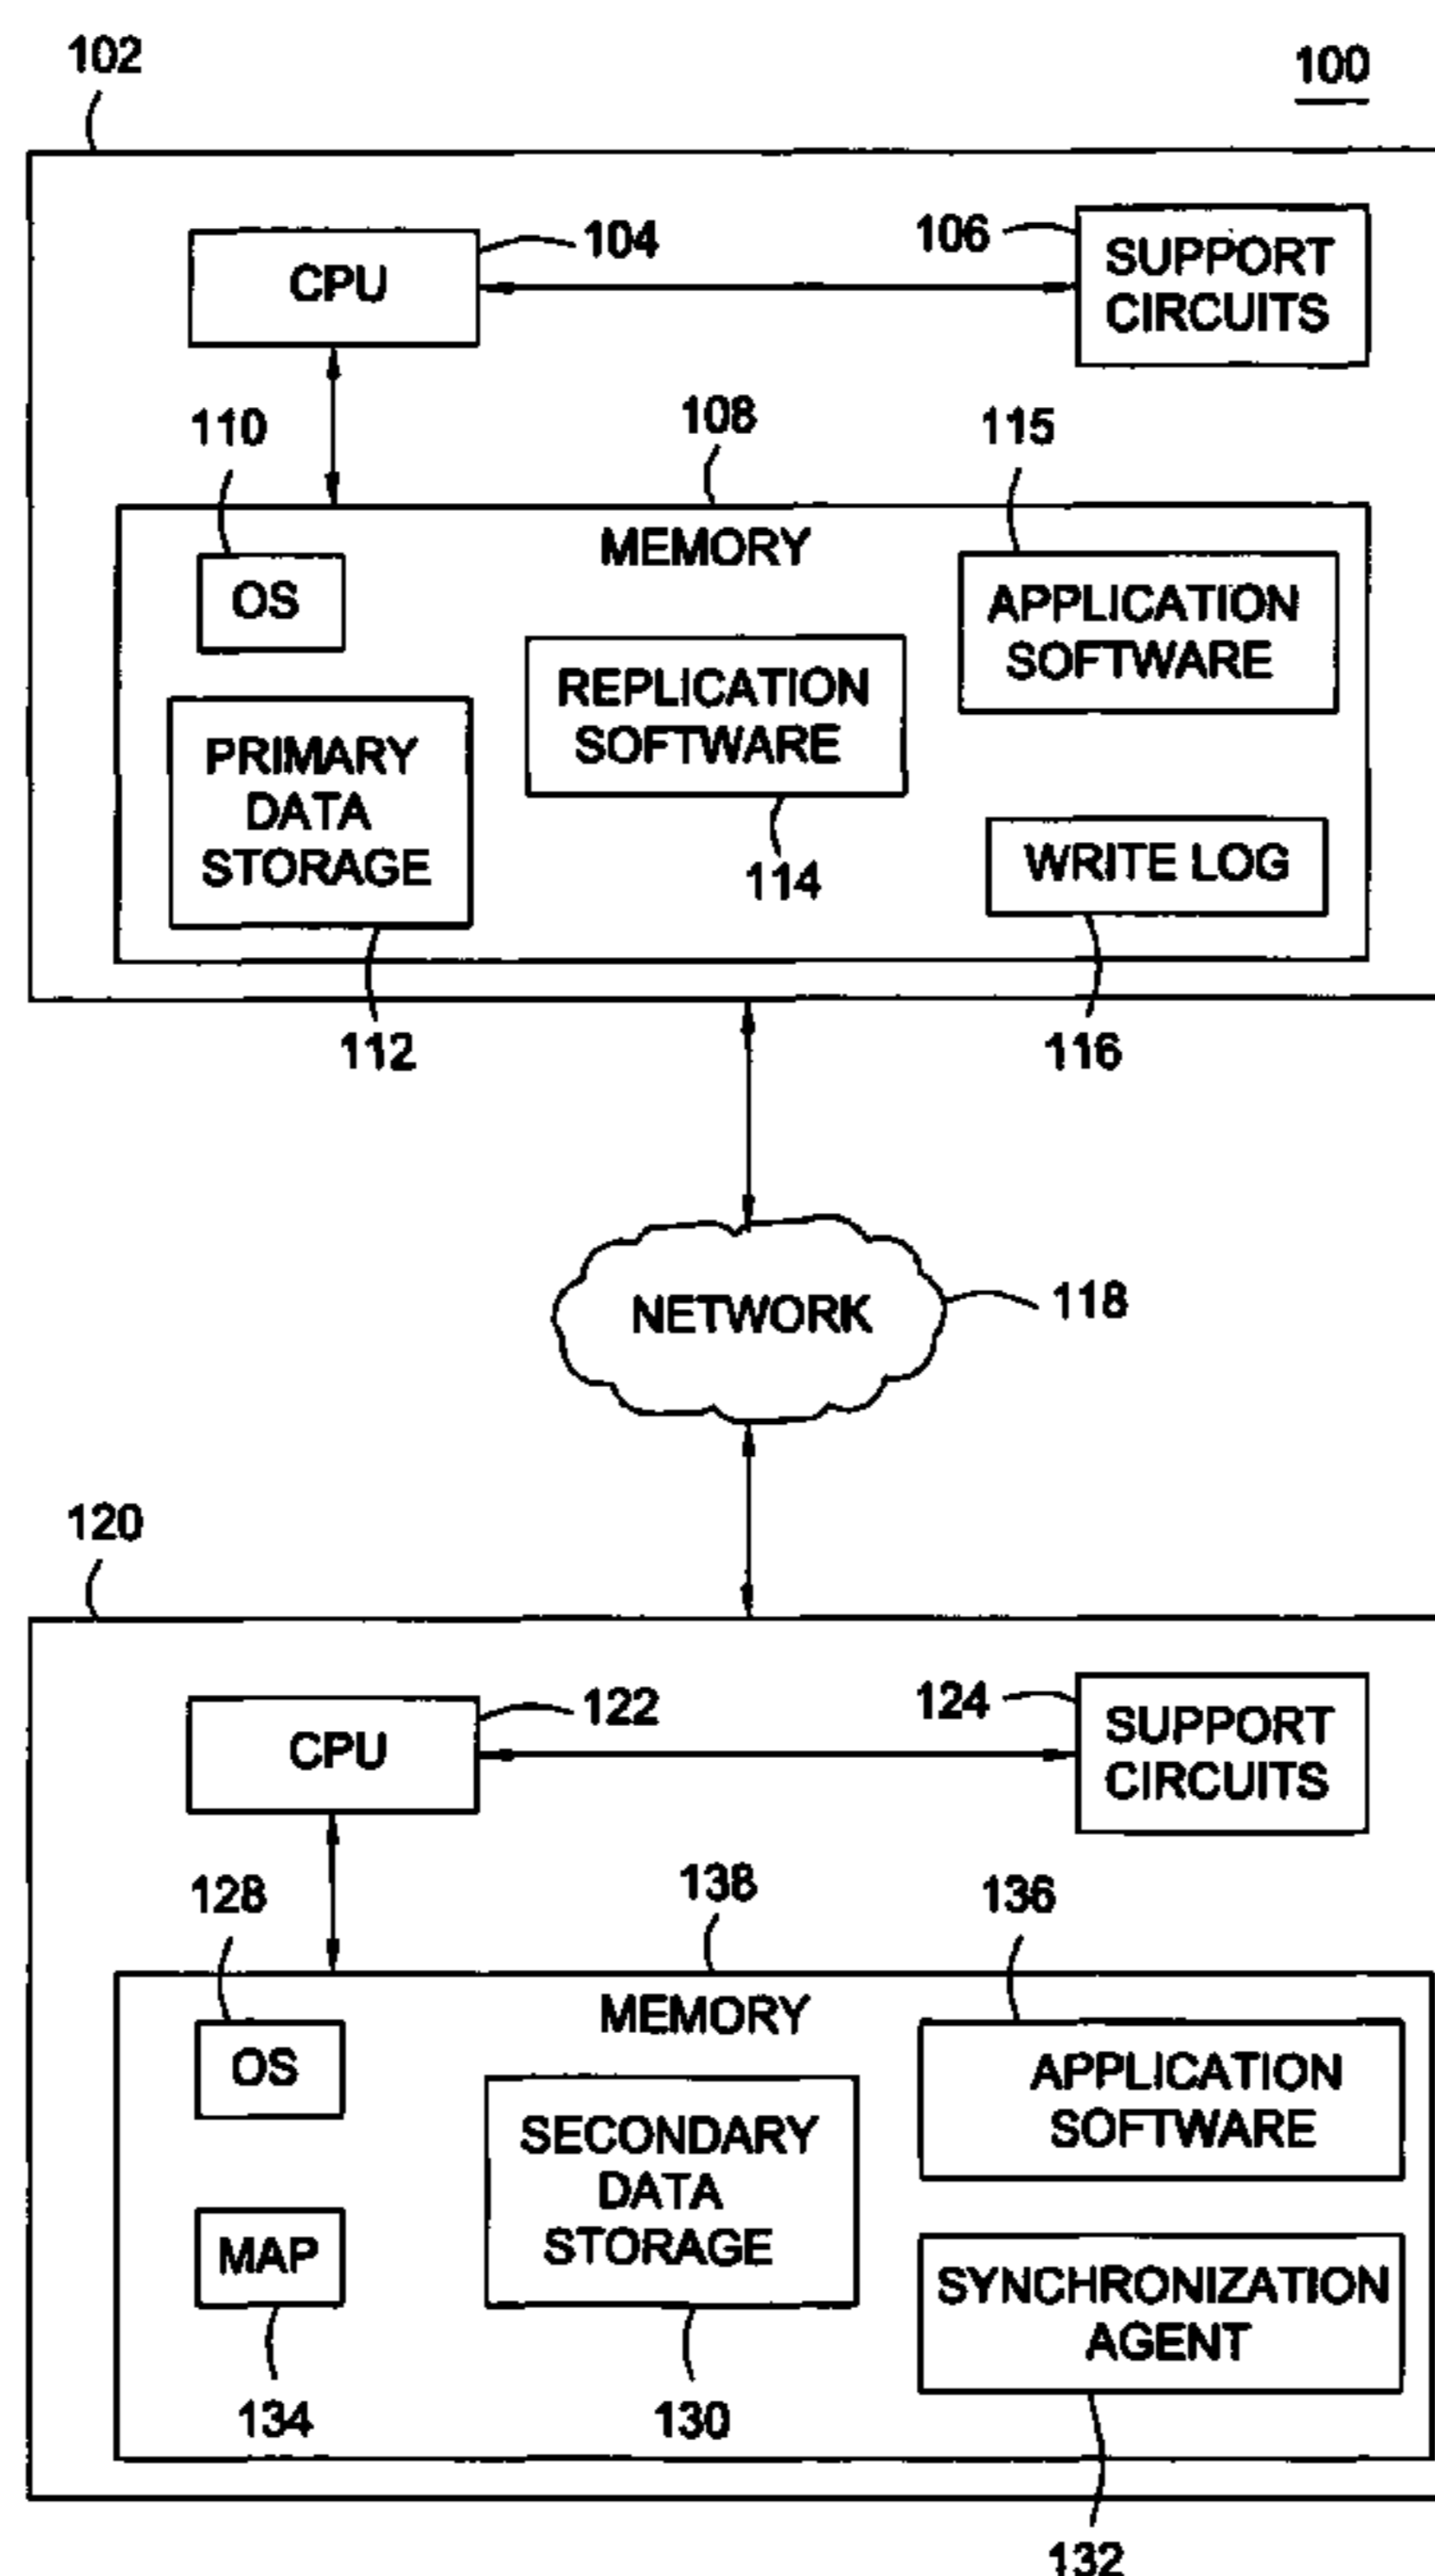 102
100
104
106
CPU
SUPPORT
CIRCUITS
110
108
115
MEMORY
OS
APPLICATION
SOFTWARE
REPLICATION
SOFTWARE
PRIMARY
DATA
STORAGE
114
WRITE LOG
112
116
NETWORK
118
120
122
124
CPU
SUPPORT
CIRCUITS
128
138
136
MEMORY
OS
APPLICATION
SOFTWARE
SECONDARY
DATA
STORAGE
MAP
SYNCHRONIZATION
AGENT
134
130
132